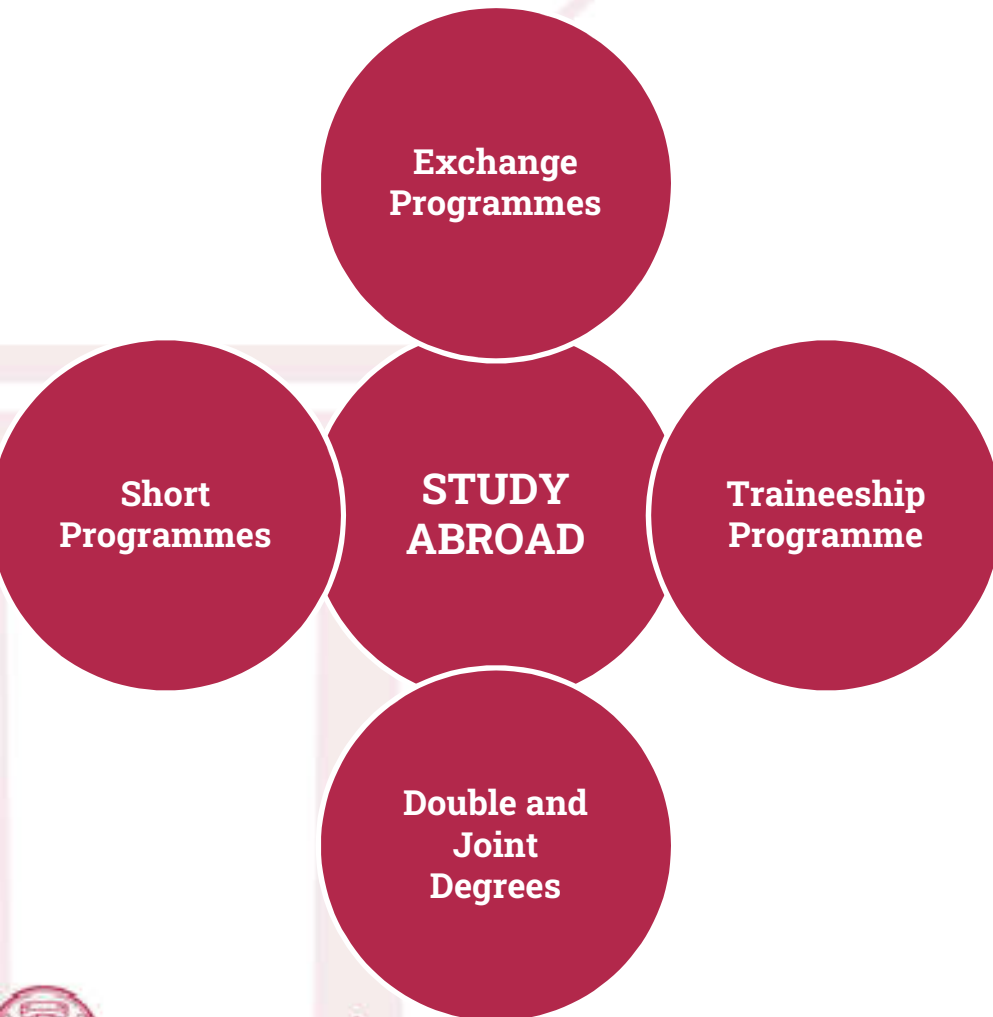 Exchange
Programmes
Short
Programmes
STUDY
ABROAD
Traineeship
Programme
Double and
Joint
Degrees